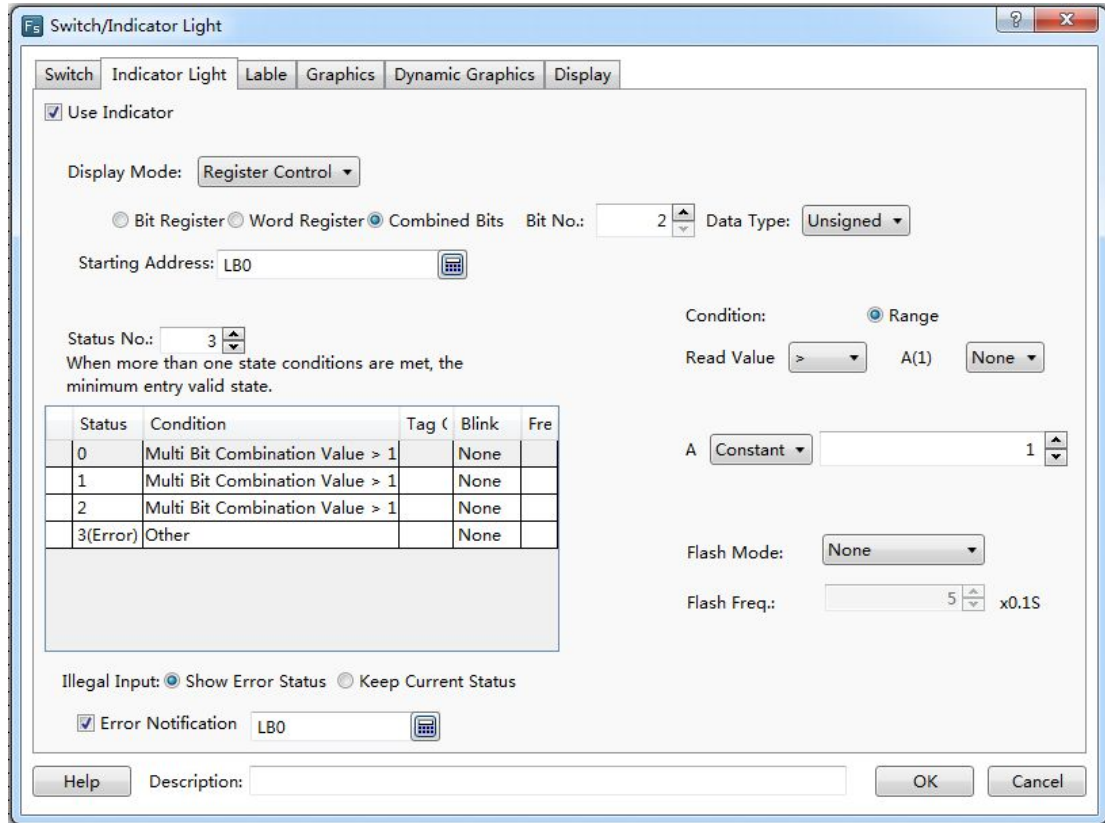 Fs Switch/Indicator Light ? X
Switch Indicator Light Lable Graphics Dynamic Graphics Display
Use Indicator
Display Mode: Register Control
Bit Register Word Register Combined Bits Bit No.: 2 Data Type: Unsigned
Starting Address: LB0
Condition: Range
Status No.: 3
When more than one state conditions are met, the
minimum entry valid state.
Read Value > A(1) None
Status Condition Tag ( Blink Fre
0 Multi Bit Combination Value > 1 None
1 Multi Bit Combination Value > 1 None
2 Multi Bit Combination Value > 1 None
3(Error) Other None
A Constant 1
Flash Mode: None
Flash Freq.: 5 x0.1S
Illegal Input: Show Error Status Keep Current Status
Error Notification LB0
Help Description: OK Cancel